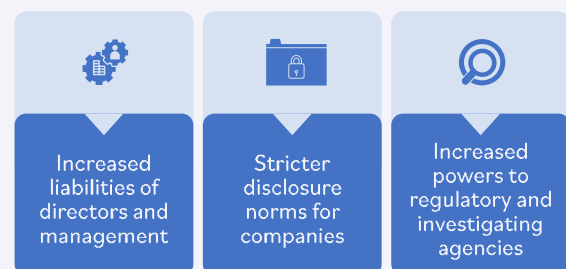 Increased
liabilities of
directors and
management
Stricter
disclosure
norms for
companies
Increased
powers to
regulatory and
investigating
agencies